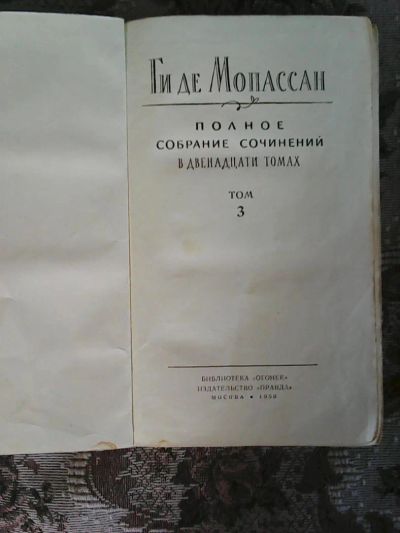 Ги де Мопассан
ПОЛНОЕ
СОБРАНИЕ СОЧИНЕНИЙ
В ДВЕНАДЦАТИ ТОМАХ
ТОМ
3
БИБЛИОТЕКА «ОГОНЕК»
ИЗДАТЕЛЬСТВО «ПРАВДА»
МОСКВА • 1958